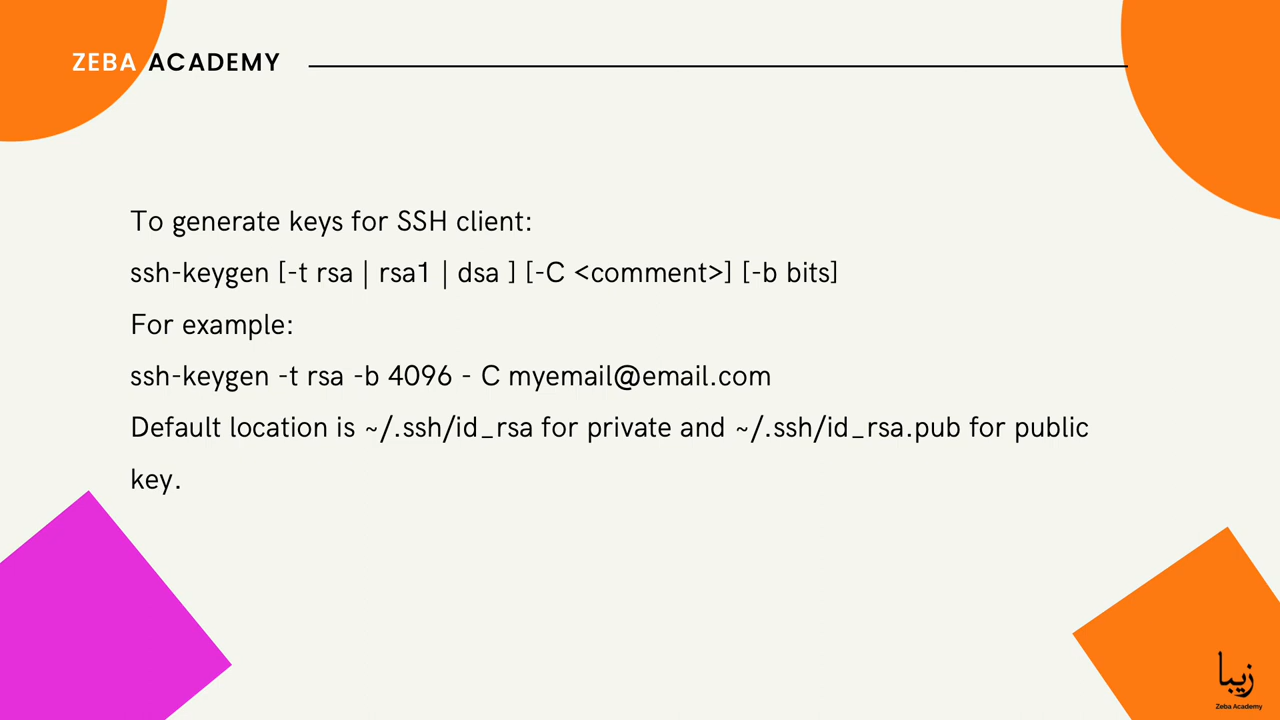 ZEBA ACADEMY
To generate keys for SSH client:
ssh-keygen [-t rsa | rsa1 | dsa ] [-C <comment>] [-b bits]
For example:
ssh-keygen -t rsa -b 4096 - C myemail@email.com
Default location is ~/.ssh/id_rsa for private and ~/.ssh/id_rsa.pub for public
key.
زيبا
Zeba Academy